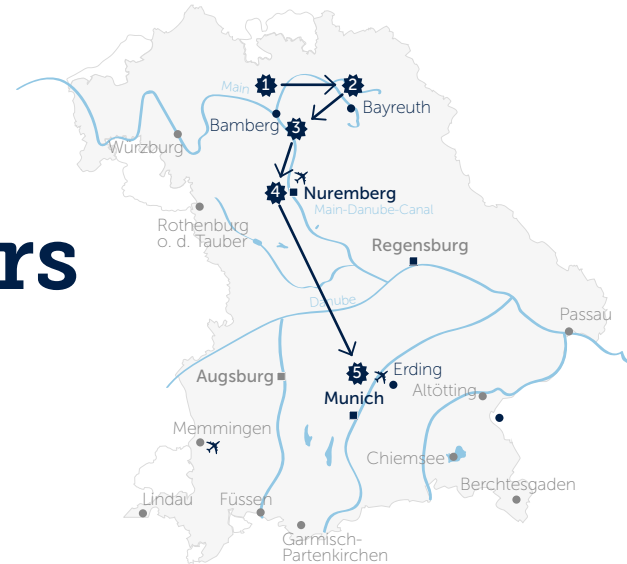 1
2
Main
Bayreuth
Bamberg
3
Wurzburg
4
Nuremberg
Main-Danube-Canal
Rothenburg
o. d. Tauber
rs
Regensburg
Danube
Passau
5
Erding
Augsburg
Altötting
Munich
Memmingen
Chiemsee
Berchtesgaden
Lindau
Füssen
Garmisch-
Partenkirchen